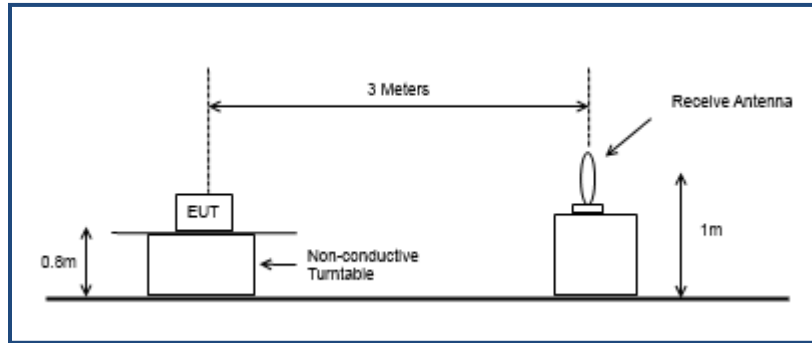 3 Meters
Receive Antenna
EUT
1m
0.8m
Non-conductive
Turntable